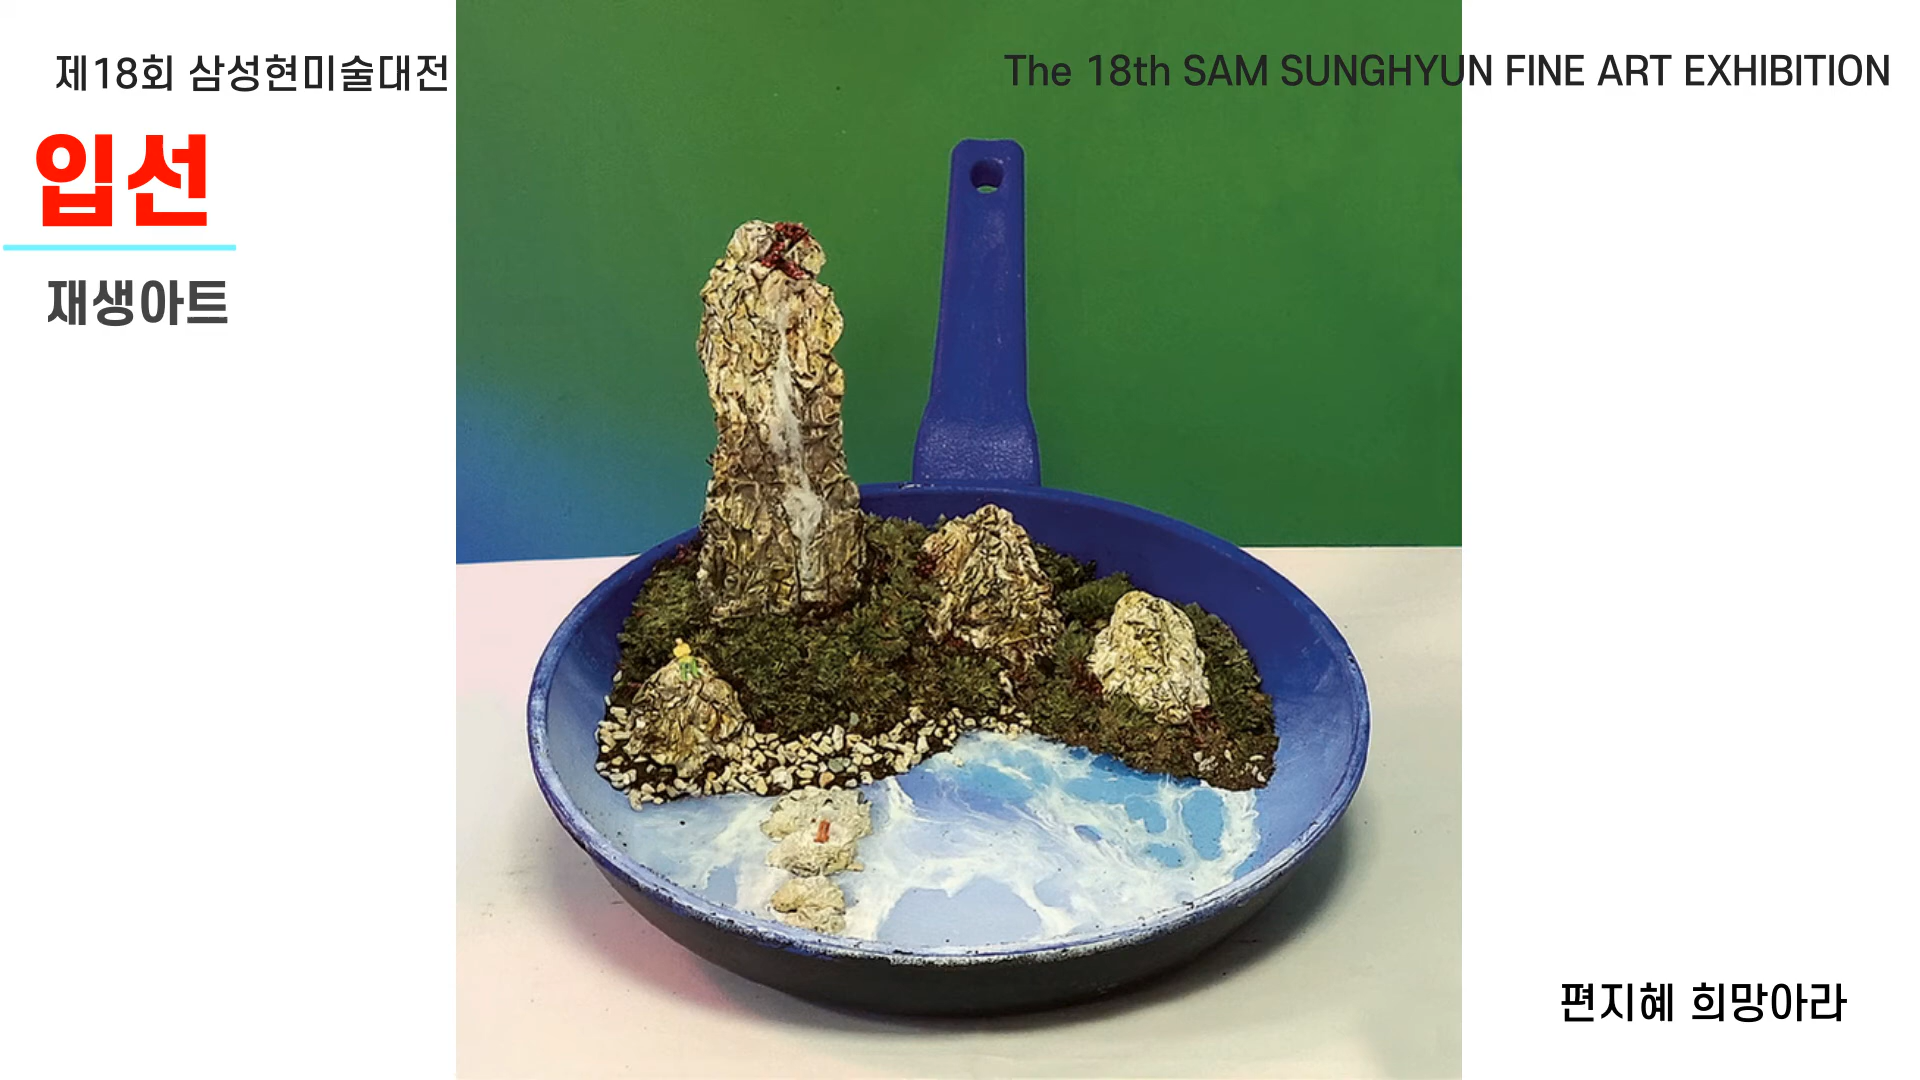 제18회 삼성현미술대전
The 18th SAM SUNGHYUN FINE ART EXHIBITION
입선
재생아트
편지혜 희망아라